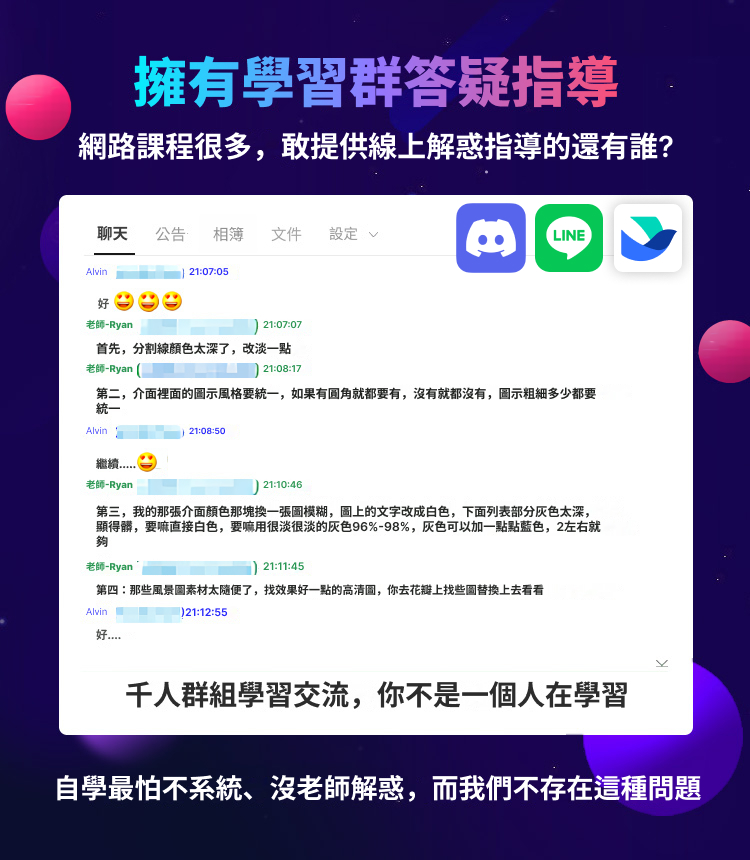 擁有學習群答疑指導
網路課程很多，敢提供線上解惑指導的還有誰?
聊天 公告 相簿 文件 設定
LINE
Alvin 21:07:05
好
老師-Ryan ) 21:07:07
首先，分割線顏色太深了，改淡一點
老師-Ryan ( ) 21:08:17
第二，介面裡面的圖示風格要統一，如果有圓角就都要有，沒有就都沒有，圖示粗細多少都要
統一
Alvin ) 21:08:50
繼續.....
老師-Ryan ) 21:10:46
第三，我的那張介面顏色那塊換一張圖模糊，圖上的文字改成白色，下面列表部分灰色太深，
顯得髒，要嘛直接白色，要嘛用很淡很淡的灰色96%-98%，灰色可以加一點點藍色，2左右就
夠
老師-Ryan ) 21:11:45
第四：那些風景圖素材太隨便了，找效果好一點的高清圖，你去花瓣上找些圖替換上去看看
Alvin )21:12:55
好....
千人群組學習交流，你不是一個人在學習
自學最怕不系統、沒老師解惑，而我們不存在這種問題